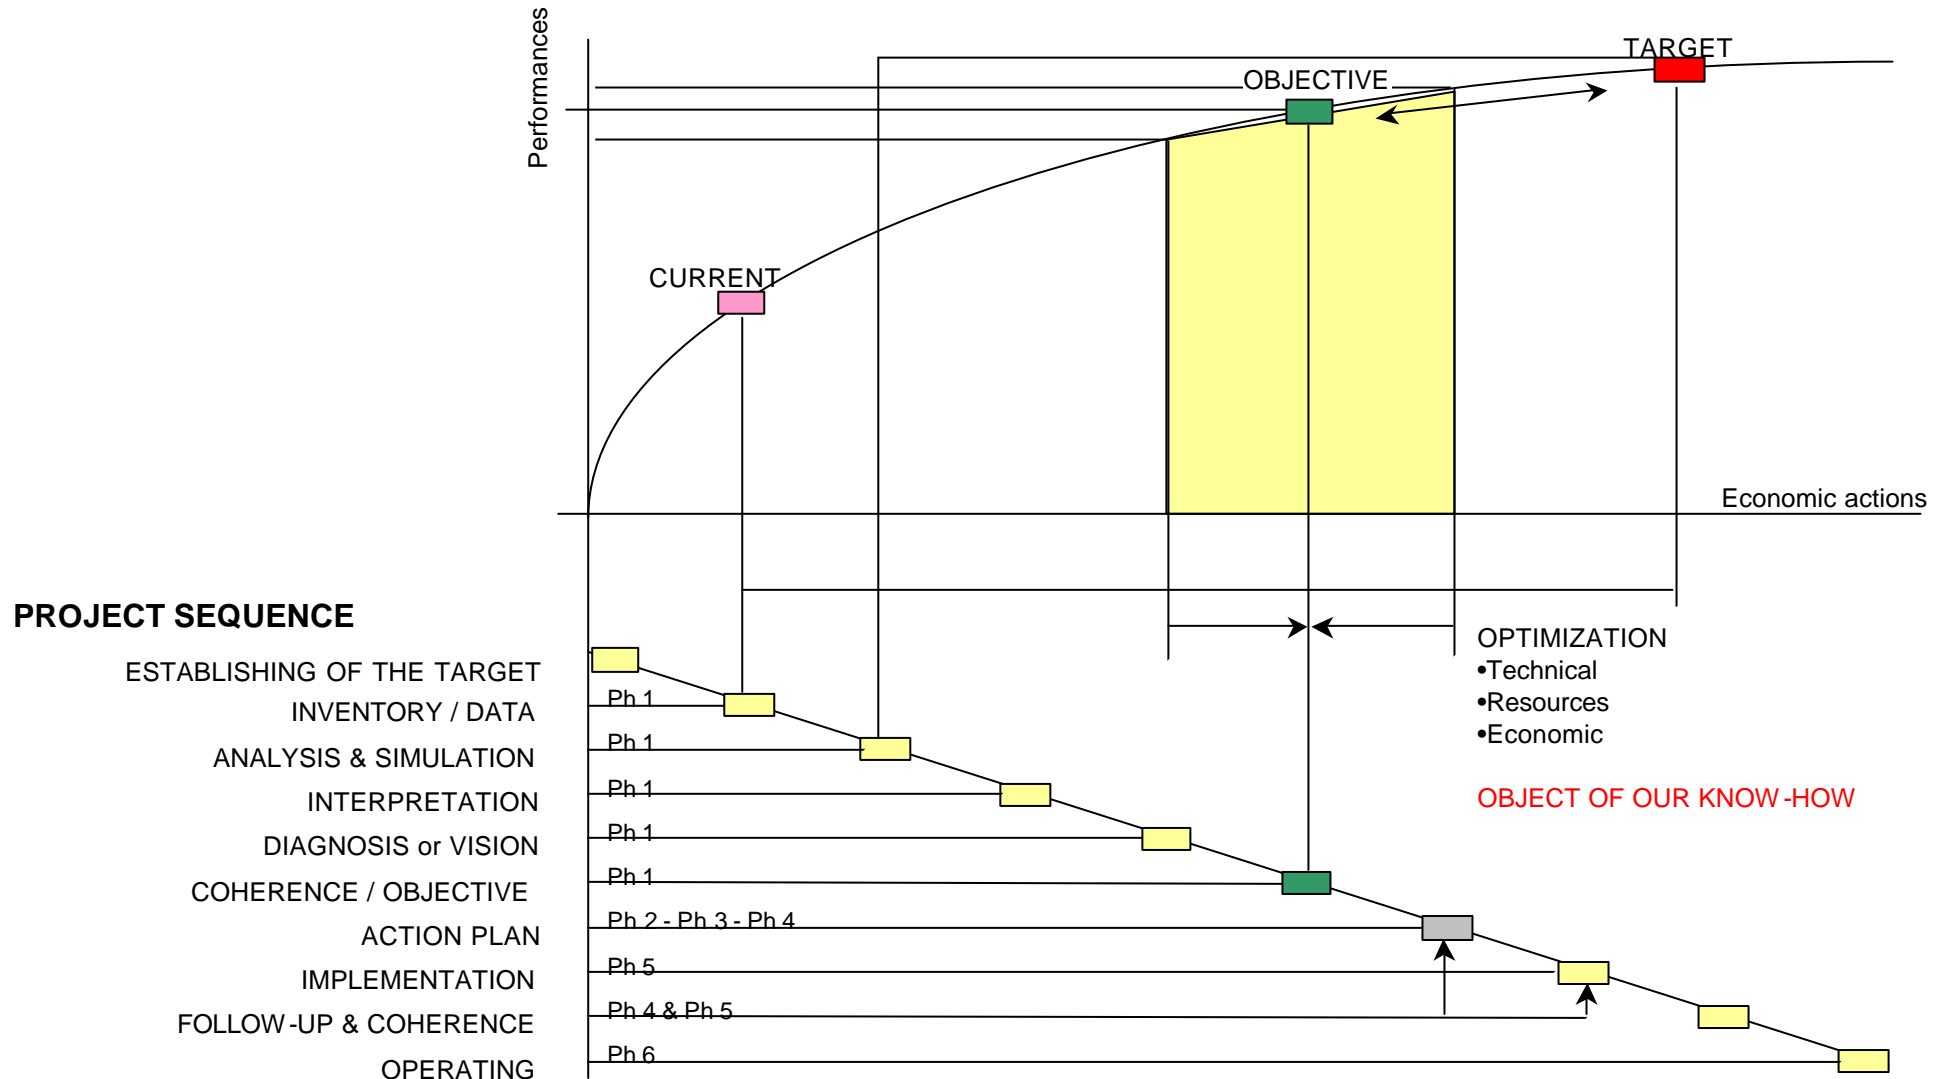 Performances
TARGET
OBJECTIVE
CURRENT
Economic actions
PROJECT SEQUENCE
OPTIMIZATION
•Technical
•Resources
•Economic
OBJECT OF OUR KNOW-HOW
ESTABLISHING OF THE TARGET
INVENTORY / DATA Ph 1
ANALYSIS & SIMULATION Ph 1
INTERPRETATION Ph 1
DIAGNOSIS or VISION Ph 1
COHERENCE / OBJECTIVE Ph 1
ACTION PLAN Ph 2 - Ph 3 - Ph 4
IMPLEMENTATION Ph 5
FOLLOW-UP & COHERENCE Ph 4 & Ph 5
OPERATING Ph 6